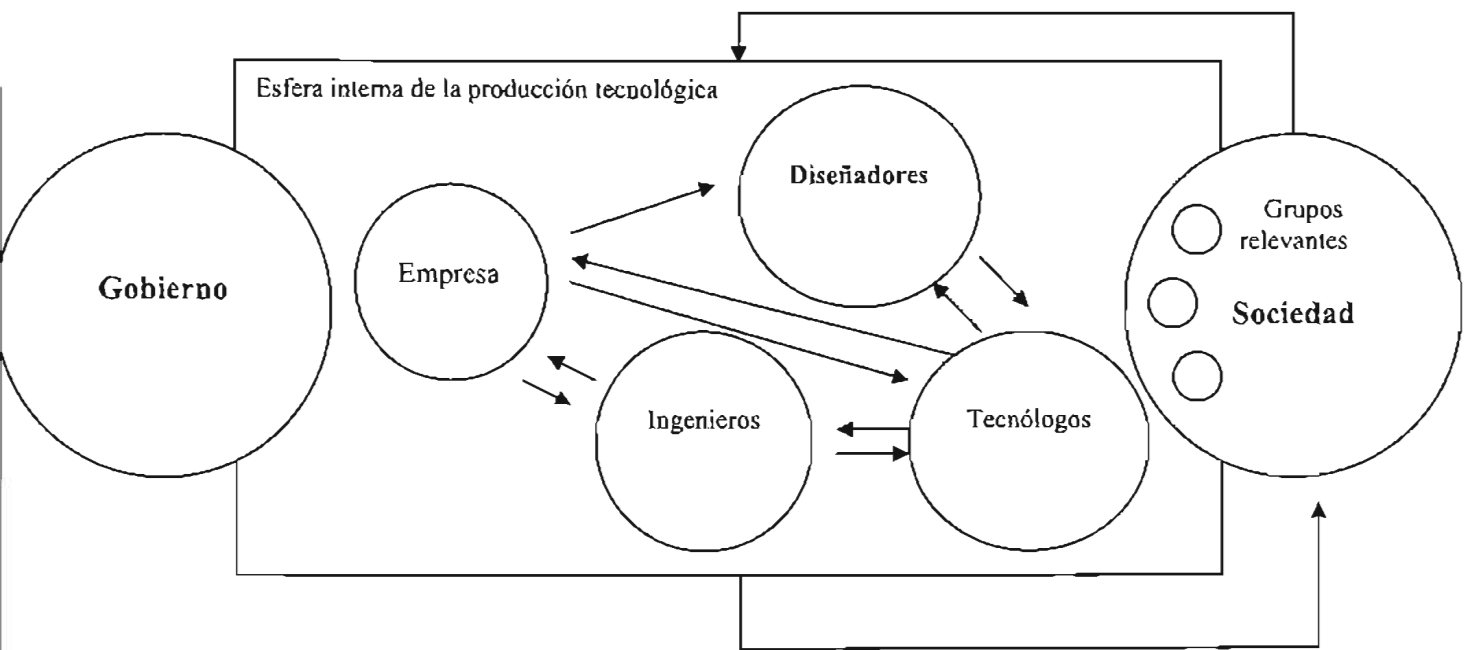 Esfera interna de la producción tecnológica
Diseñadores
Grupos
relevantes
Empresa
Gobierno
Sociedad
Ingenieros
Tecnólogos